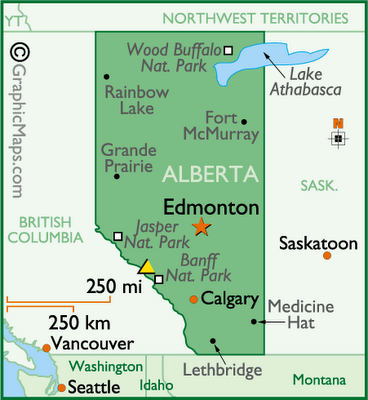 YT
NORTHWEST TERRITORIES
© GraphicMaps.com
Wood Buffalo
Nat. Park
Lake
Athabasca
Rainbow
Lake
Fort
McMurray
N
Grande
Prairie
ALBERTA
SASK.
Edmonton
BRITISH
COLUMBIA
Jasper
Nat. Park
Saskatoon
Banff
Nat. Park
250 mi
Calgary
250 km
Medicine
Hat
Vancouver
Lethbridge
Washington
Seattle
Idaho
Montana